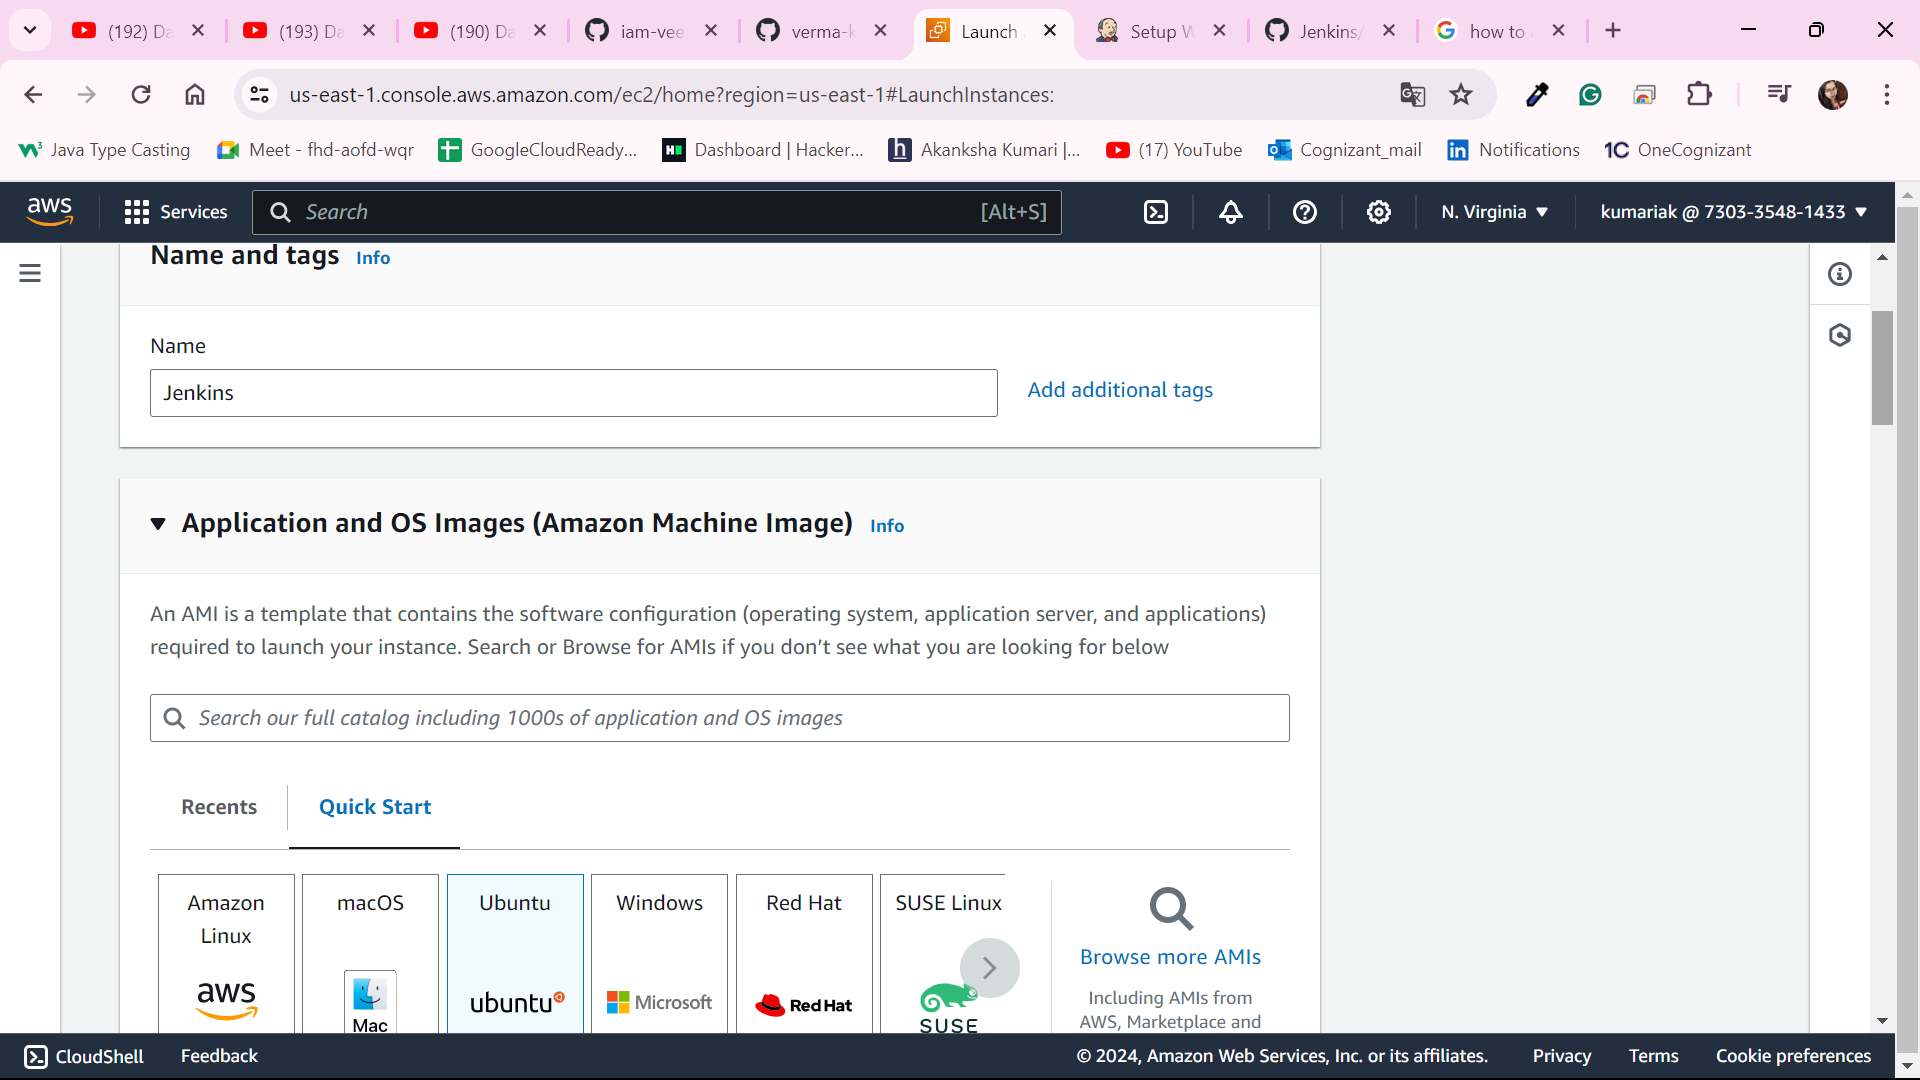 (192) Da
(193) Da
(190) Da
iam-vee
verma-k
Launch
Setup W
Jenkins/
how to
us-east-1.console.aws.amazon.com/ec2/home?region=us-east-1#LaunchInstances:
Java Type Casting
Meet - fhd-aofd-wqr
GoogleCloudReady...
Dashboard | Hacker...
Akanksha Kumari |...
(17) YouTube
Cognizant_mail
Notifications
1C OneCognizant
aws
Services
Search
[Alt+S]
N. Virginia
kumariak @ 7303-3548-1433
Name and tags Info
Name
Jenkins
Add additional tags
Application and OS Images (Amazon Machine Image) Info
An AMI is a template that contains the software configuration (operating system, application server, and applications)
required to launch your instance. Search or Browse for AMIs if you don’t see what you are looking for below
Search our full catalog including 1000s of application and OS images
Recents
Quick Start
Amazon
Linux
aws
macOS
Mac
Ubuntu
ubuntu
Windows
Microsoft
Red Hat
Red Hat
SUSE Linux
SUSE
Browse more AMIs
Including AMIs from
AWS, Marketplace and
CloudShell
Feedback
© 2024, Amazon Web Services, Inc. or its affiliates.
Privacy
Terms
Cookie preferences